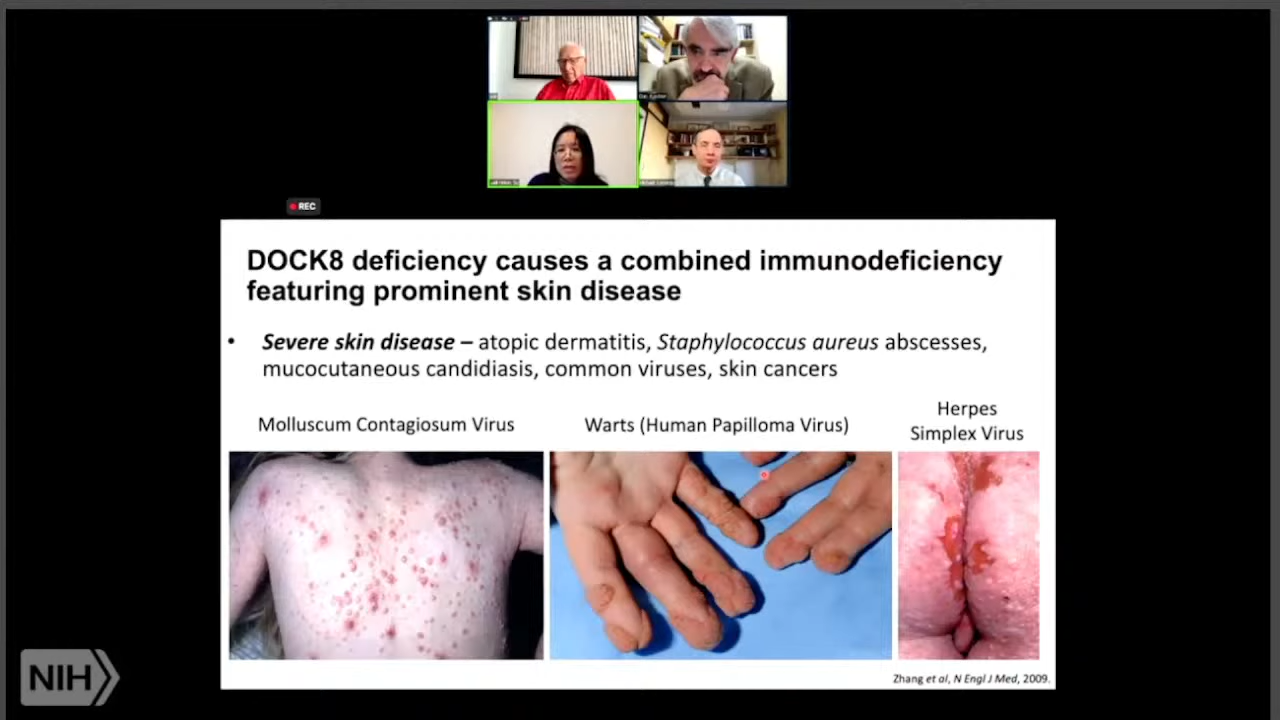 REC
DOCK8 deficiency causes a combined immunodeficiency
featuring prominent skin disease
• Severe skin disease – atopic dermatitis, Staphylococcus aureus abscesses,
mucocutaneous candidiasis, common viruses, skin cancers
Molluscum Contagiosum Virus
Warts (Human Papilloma Virus)
Herpes
Simplex Virus
Zhang et al, N Engl J Med, 2009.
NIH